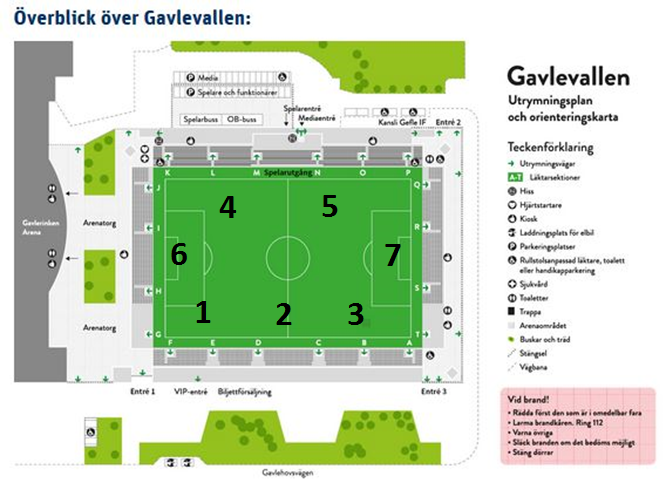 Överblick över Gavlevallen:
Media
Spelare och funktionärer
Spelarbuss
OB-buss
Spelarentré
Mediaentré
Kansli Gefle IF
Entré 2
K L M Spelarutgång N O P
J
I
H
G
Q
R
S
T
4 5
6 7
1 2 3
F E D C B A
Gavlerinken
Arena
Arenatorg
Arenatorg
Entré 1
VIP-entré
Biljettförsäljning
Entré 3
Gavlehovsvägen
Gavlevallen
Utrymningsplan
och orienteringskarta
Teckenförklaring
Utrymningsvägar
A-T Läktarsektioner
Hiss
Hjärtstartare
Kiosk
Laddningsplats för elbil
P Parkeringsplatser
Rullstolsanpassad läktare, toalett
eller handikapparkering
Sjukvård
Toaletter
Trappa
Arenaområdet
Buskar och träd
Stängsel
Vägbana
Vid brand!
• Rädda först den som är i omedelbar fara
• Larma brandkåren. Ring 112
• Varna övriga
• Släck branden om det bedöms möjligt
• Stäng dörrar